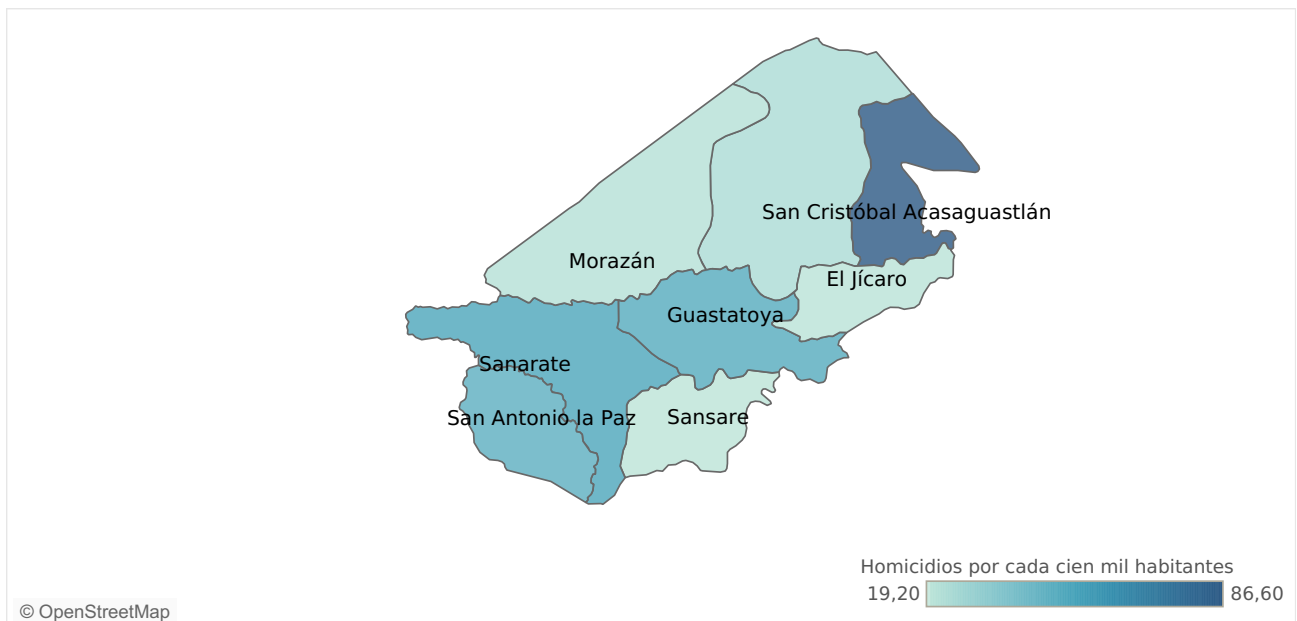 San Cristóbal Acasaguastlán
Morazán
El Jícaro
Guastatoya
Sanarate
San Antonio la Paz
Sansare
Homicidios por cada cien mil habitantes
19,20
86,60
© OpenStreetMap